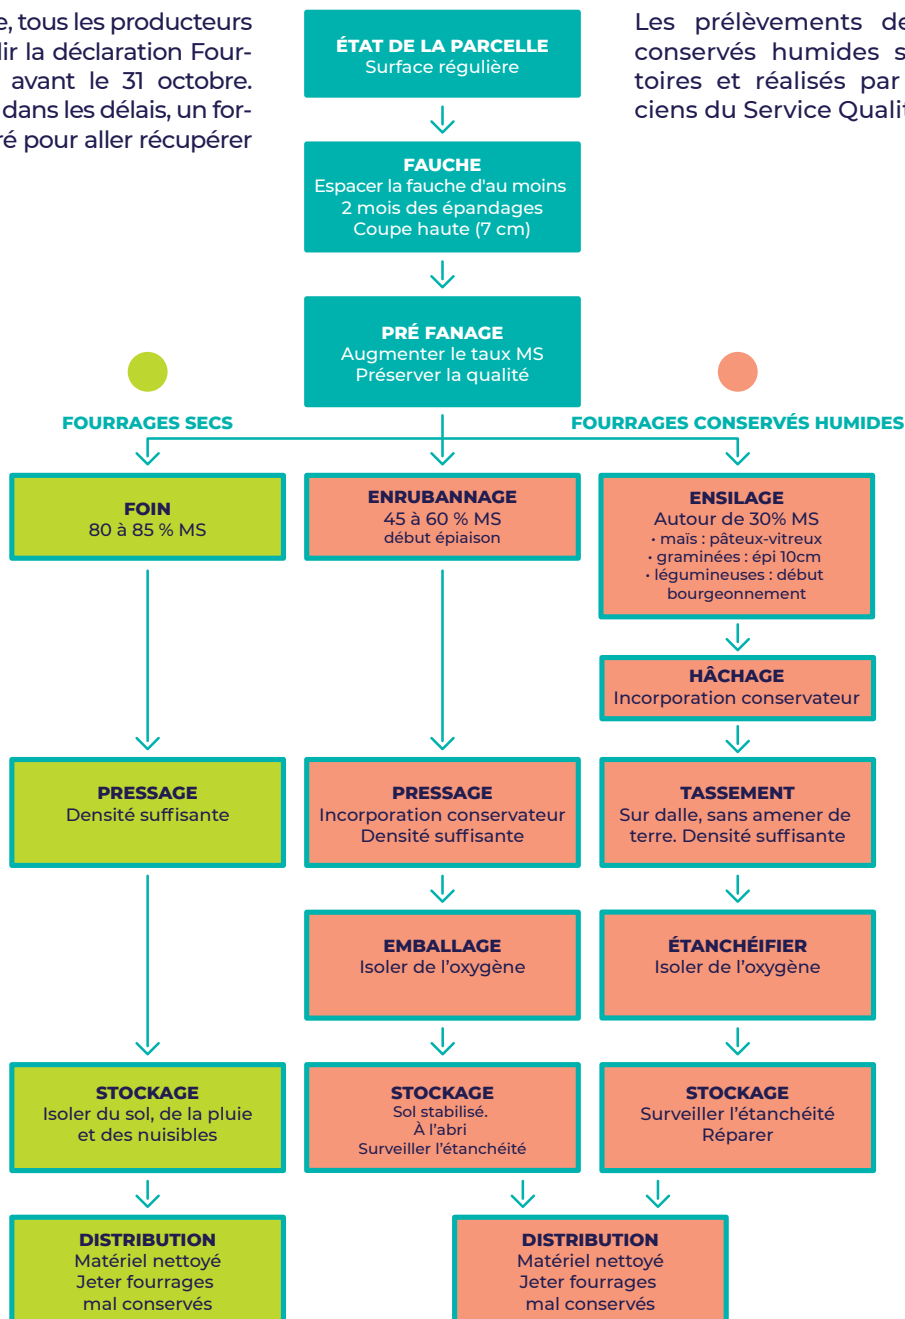 e, tous les producteurs
lir la déclaration Four-
avant le 31 octobre.
dans les délais, un for-
ré pour aller récupérer
Les prélèvements de
conservés humides s
toires et réalisés par
ciens du Service Qualit
ÉTAT DE LA PARCELLE
Surface régulière
FAUCHE
Espacer la fauche d'au moins
2 mois des épandages
Coupe haute (7 cm)
PRÉ FANAGE
Augmenter le taux MS
Préserver la qualité
FOURRAGES SECS
FOURRAGES CONSERVÉS HUMIDES
FOIN
80 à 85 % MS
ENRUBANNAGE
45 à 60 % MS
début épiaison
ENSILAGE
Autour de 30% MS
• maïs : pâteux-vitreux
• graminées : épi 10cm
• légumineuses : début
bourgeonnement
HÂCHAGE
Incorporation conservateur
PRESSAGE
Densité suffisante
PRESSAGE
Incorporation conservateur
Densité suffisante
TASSEMENT
Sur dalle, sans amener de
terre. Densité suffisante
EMBALLAGE
Isoler de l'oxygène
ÉTANCHÉIFIER
Isoler de l'oxygène
STOCKAGE
Isoler du sol, de la pluie
et des nuisibles
STOCKAGE
Sol stabilisé.
À l'abri
Surveiller l'étanchéité
STOCKAGE
Surveiller l'étanchéité
Réparer
DISTRIBUTION
Matériel nettoyé
Jeter fourrages
mal conservés
DISTRIBUTION
Matériel nettoyé
Jeter fourrages
mal conservés